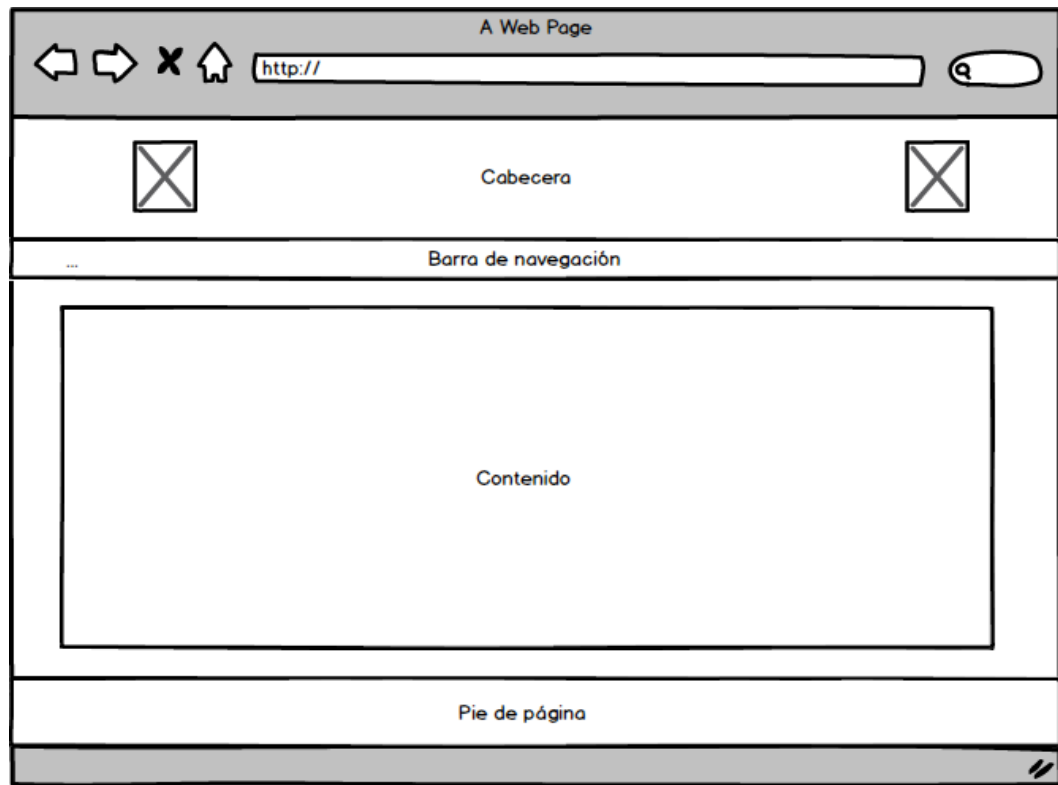 A Web Page
http://
Cabecera
... Barra de navegación
Contenido
Pie de página